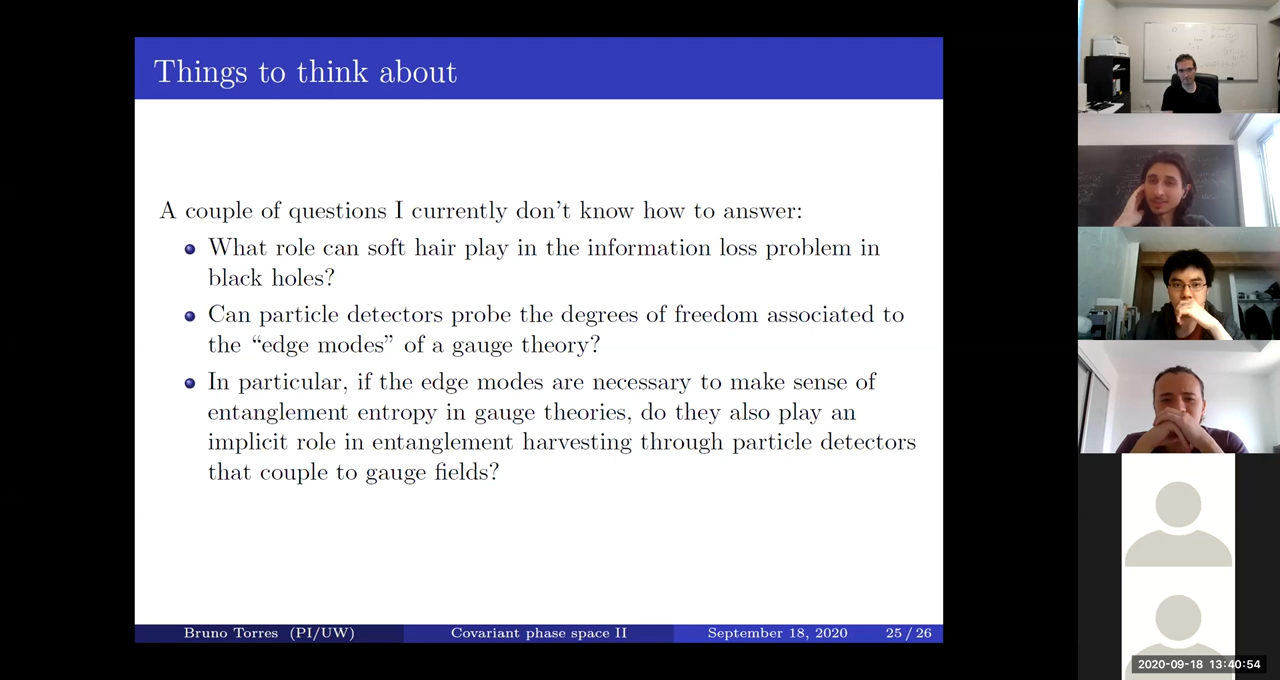 Things to think about
A couple of questions I currently don't know how to answer:
What role can soft hair play in the information loss problem in
black holes?
Can particle detectors probe the degrees of freedom associated to
the “edge modes” of a gauge theory?
In particular, if the edge modes are necessary to make sense of
entanglement entropy in gauge theories, do they also play an
implicit role in entanglement harvesting through particle detectors
that couple to gauge fields?
Bruno Torres (PI/UW) Covariant phase space II September 18, 2020 25 / 26
2020-09-18 13:40:54